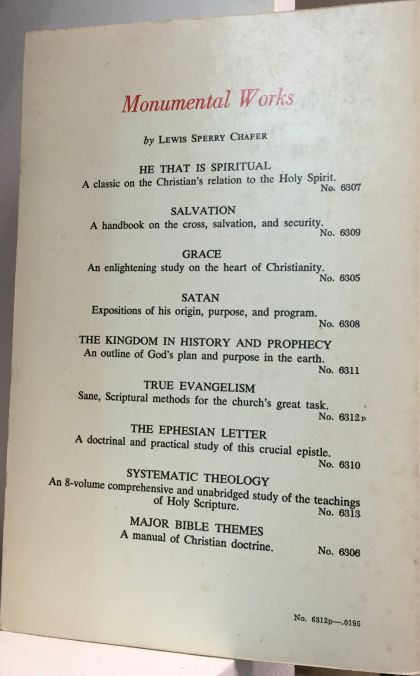 Monumental Works
by LEWIS SPERRY CHAFER
HE THAT IS SPIRITUAL
A classic on the Christian's relation to the Holy Spirit.
No. 6307
SALVATION
A handbook on the cross, salvation, and security.
No. 6309
GRACE
An enlightening study on the heart of Christianity.
No. 6305
SATAN
Expositions of his origin, purpose, and program.
No. 6308
THE KINGDOM IN HISTORY AND PROPHECY
An outline of God's plan and purpose in the earth.
No. 6311
TRUE EVANGELISM
Sane, Scriptural methods for the church's great task.
No. 6312p
THE EPHESIAN LETTER
A doctrinal and practical study of this crucial epistle.
No. 6310
SYSTEMATIC THEOLOGY
An 8-volume comprehensive and unabridged study of the teachings
of Holy Scripture.
No. 6313
MAJOR BIBLE THEMES
A manual of Christian doctrine.
No. 6306
No. 6312p—.0195